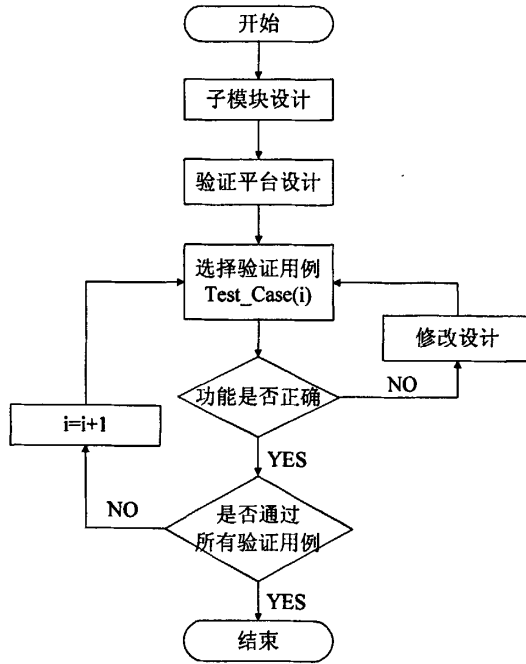 开始
子模块设计
验证平台设计
选择验证用例
Test_Case(i)
修改设计
功能是否正确
NO
i=i+1
YES
NO
是否通过
所有验证用例
YES
结束